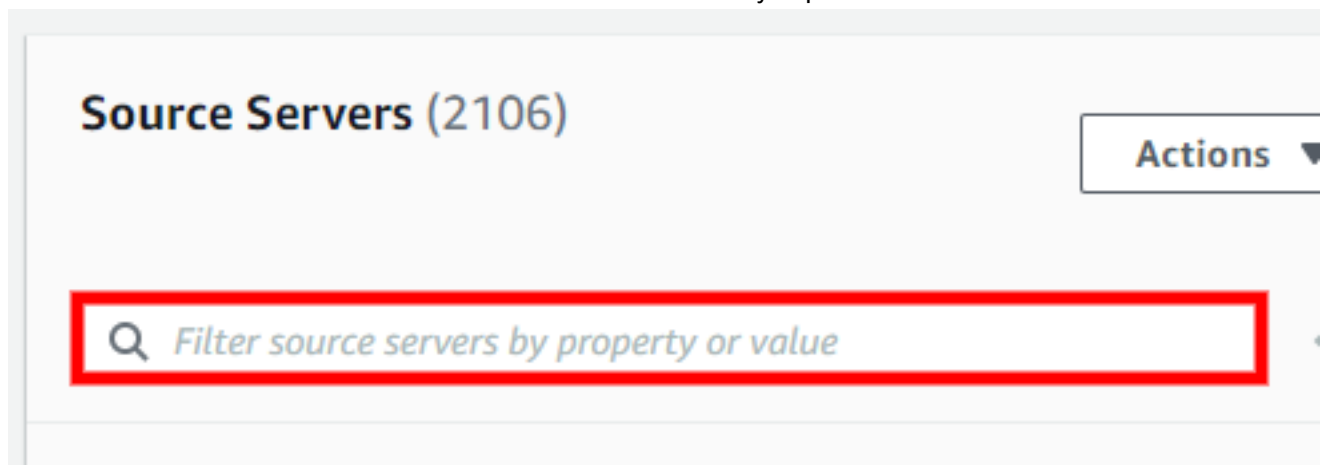 Source Servers (2106)
Actions
Filter source servers by property or value